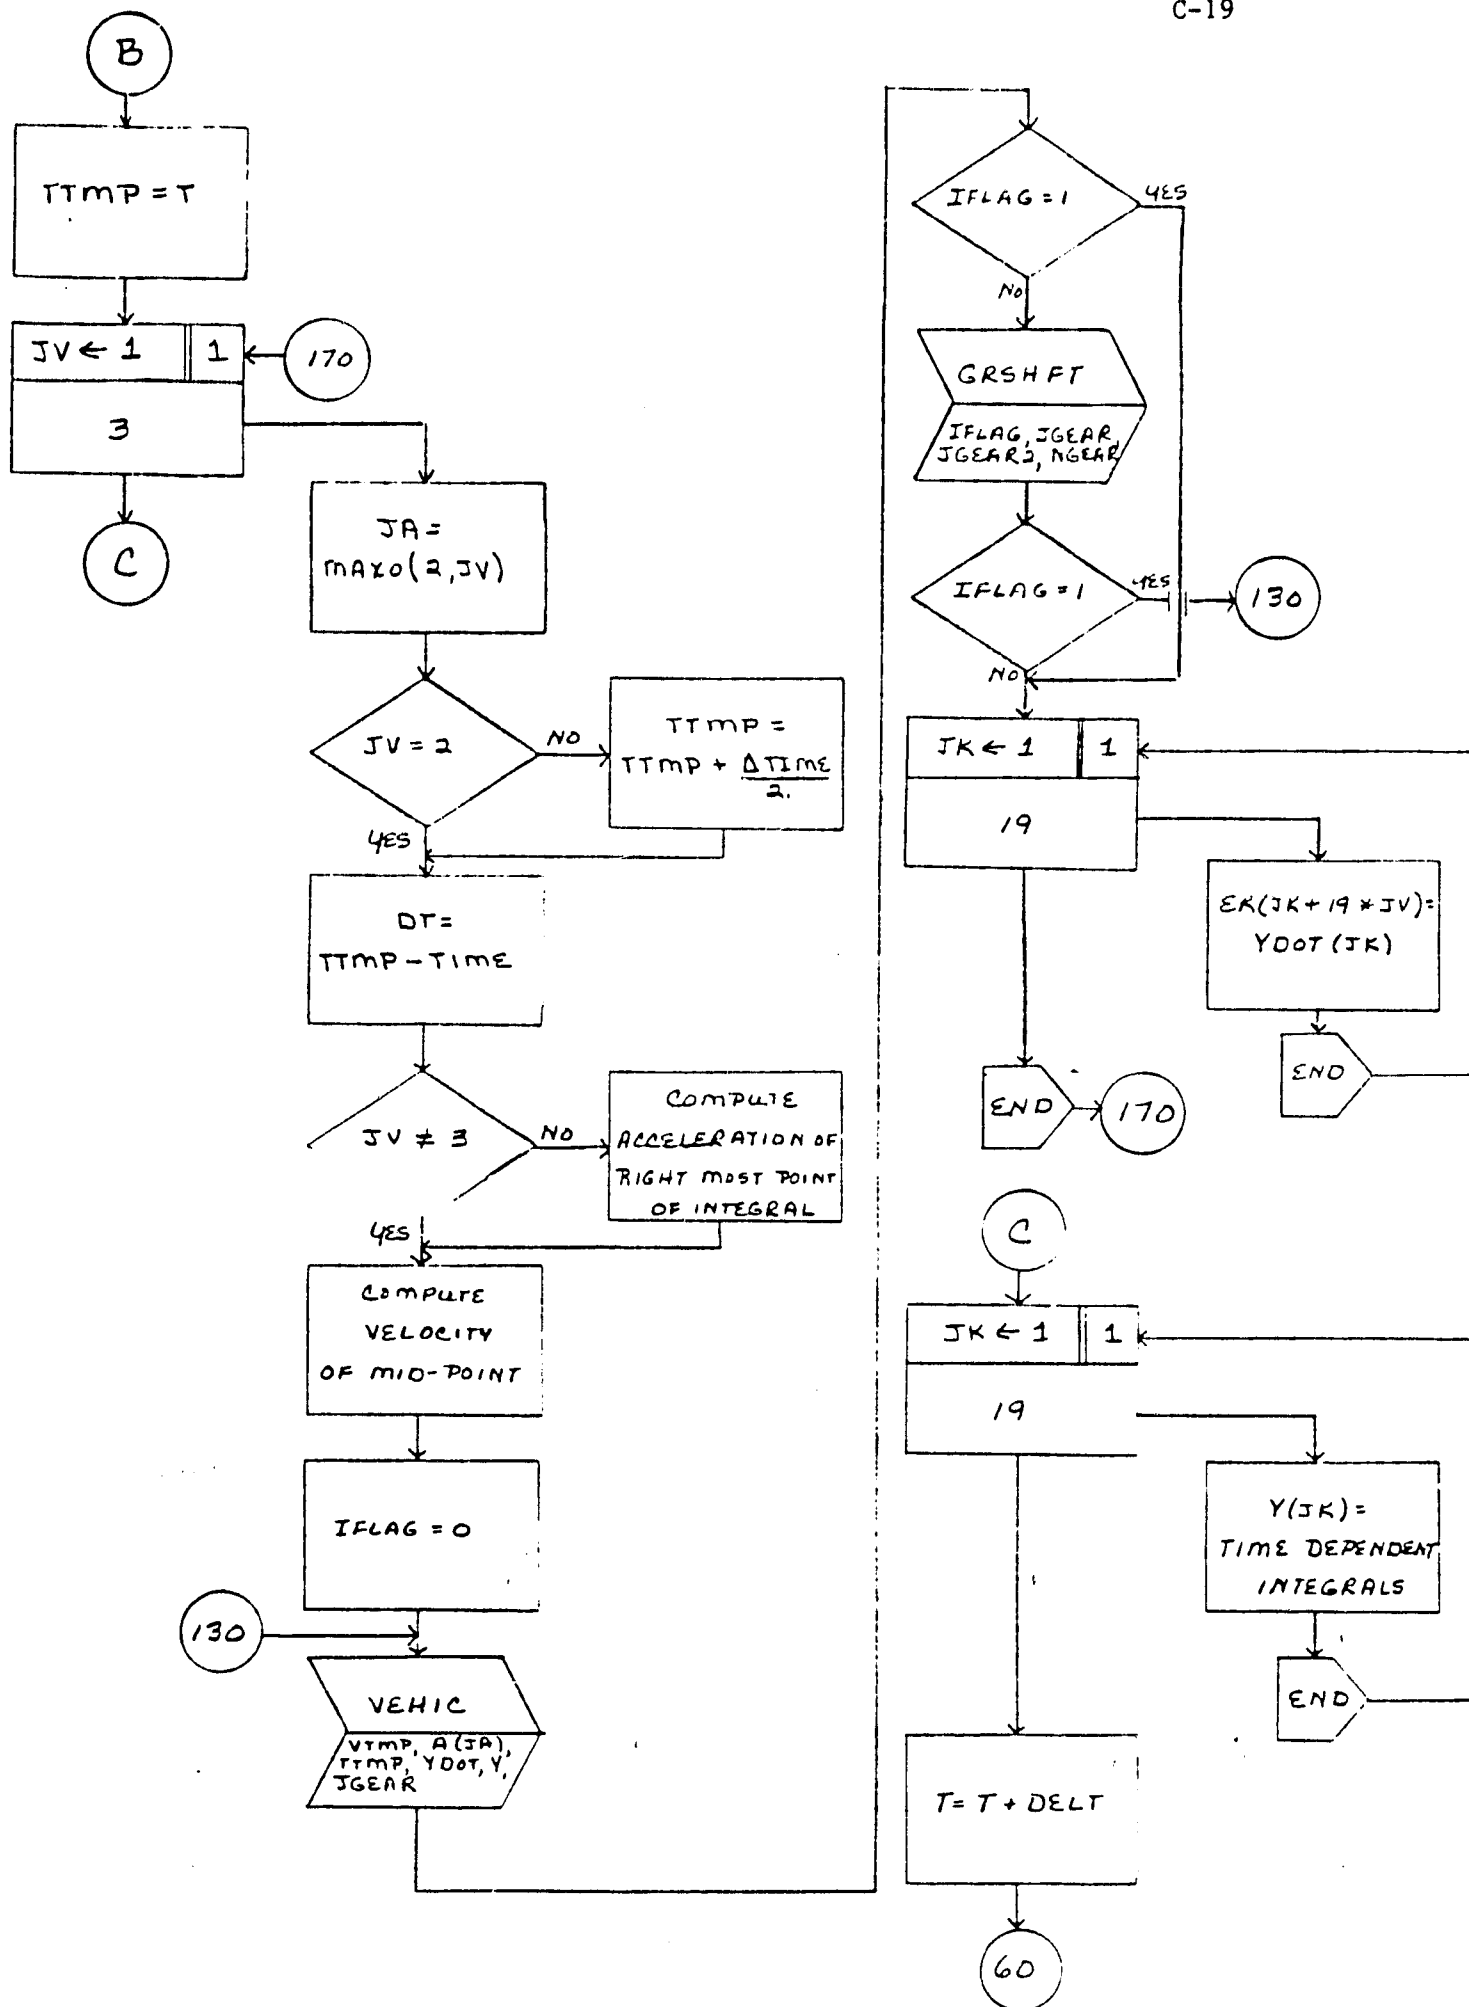 C-19
B
TTMP = T
JV ← 1
1
170
3
C
JA =
MAX0(2,JV)
JV = 2
NO
TTMP =
TTMP + ΔTIME
2.
YES
DT =
TTMP - TIME
JV ≠ 3
NO
COMPUTE
ACCELERATION OF
RIGHT MOST POINT
OF INTEGRAL
YES
COMPUTE
VELOCITY
OF MID-POINT
IFLAG = 0
130
VEHIC
VTMP, A(JA),
TTMP, YDOT, Y,
JGEAR
IFLAG = 1
YES
NO
GRSHFT
IFLAG, JGEAR,
JGEAR2, NGEAR
IFLAG = 1
YES
130
NO
JK ← 1
1
19
EK(JK + 19 * JV) =
YDOT (JK)
END
END
170
C
JK ← 1
1
19
Y(JK) =
TIME DEPENDENT
INTEGRALS
END
T = T + DELT
60